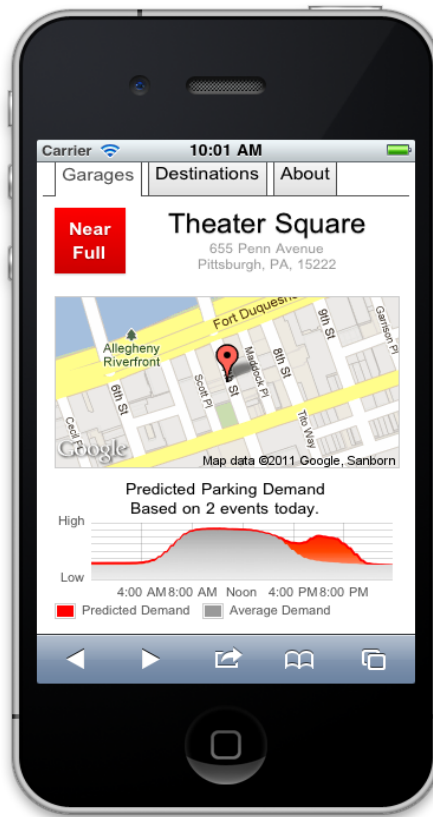 Carrier 10:01 AM
Garages Destinations About
Near
Full
Theater Square
655 Penn Avenue
Pittsburgh, PA, 15222
Fort Duquesne
Allegheny
Riverfront
9th St
Garrison Pl
8th St
Maddock Pl
Scott Pl
6th St
Tito Way
Cecil Pl
Google
Map data ©2011 Google, Sanborn
Predicted Parking Demand
Based on 2 events today.
High
Low
4:00 AM 8:00 AM Noon 4:00 PM 8:00 PM
Predicted Demand Average Demand